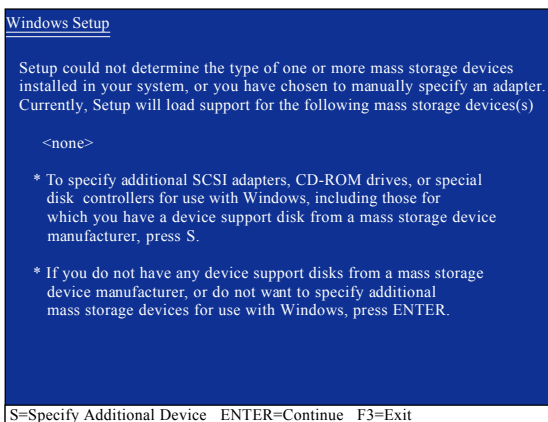 Windows Setup
Setup could not determine the type of one or more mass storage devices
installed in your system, or you have chosen to manually specify an adapter.
Currently, Setup will load support for the following mass storage devices(s)
<none>
* To specify additional SCSI adapters, CD-ROM drives, or special
disk controllers for use with Windows, including those for
which you have a device support disk from a mass storage device
manufacturer, press S.
* If you do not have any device support disks from a mass storage
device manufacturer, or do not want to specify additional
mass storage devices for use with Windows, press ENTER.
S=Specify Additional Device ENTER=Continue F3=Exit